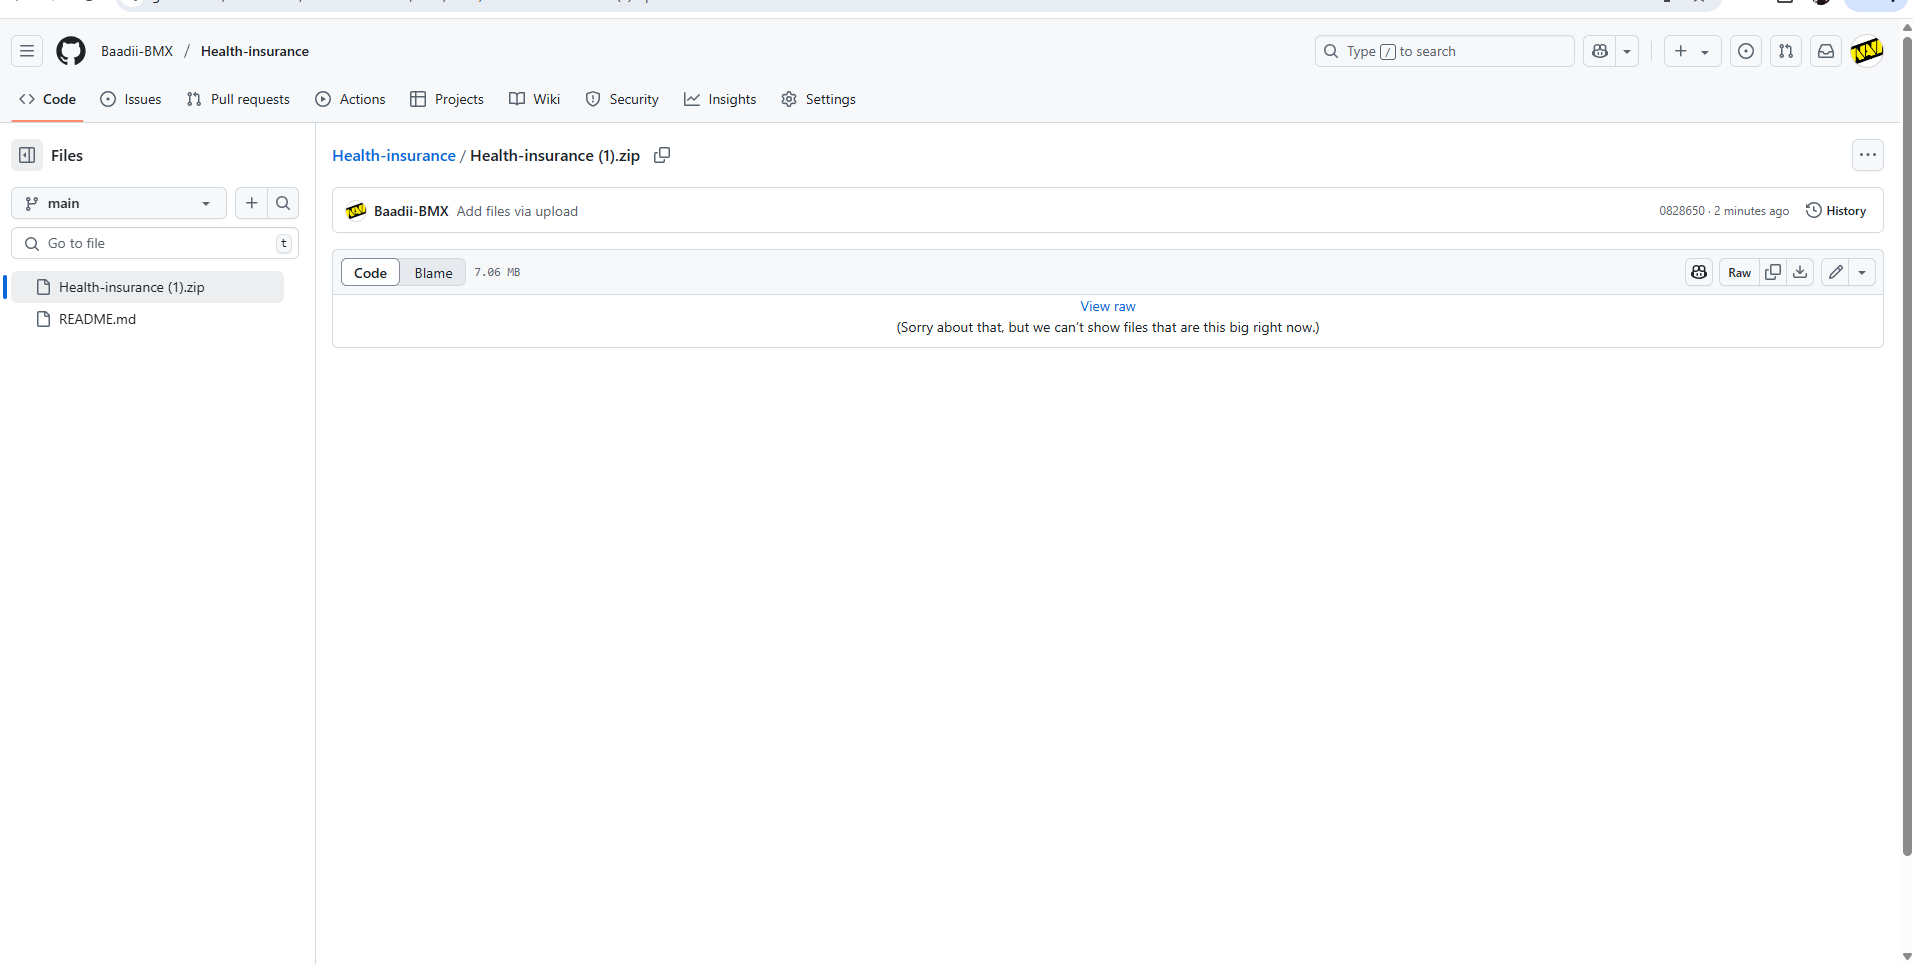 Baadii-BMX / Health-insurance
Type / to search
Code
Issues
Pull requests
Actions
Projects
Wiki
Security
Insights
Settings
Files
main
Go to file
t
Health-insurance (1).zip
README.md
Health-insurance / Health-insurance (1).zip
Baadii-BMX Add files via upload
0828650 · 2 minutes ago
History
Code
Blame
7.06 MB
Raw
View raw
(Sorry about that, but we can't show files that are this big right now.)